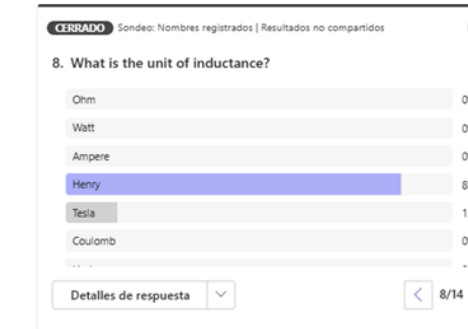 CERRADO Sondeo: Nombres registrados | Resultados no compartidos
8. What is the unit of inductance?
Ohm 0
Watt 0
Ampere 0
Henry 8
Tesla 1
Coulomb 0
Detalles de respuesta
8/14